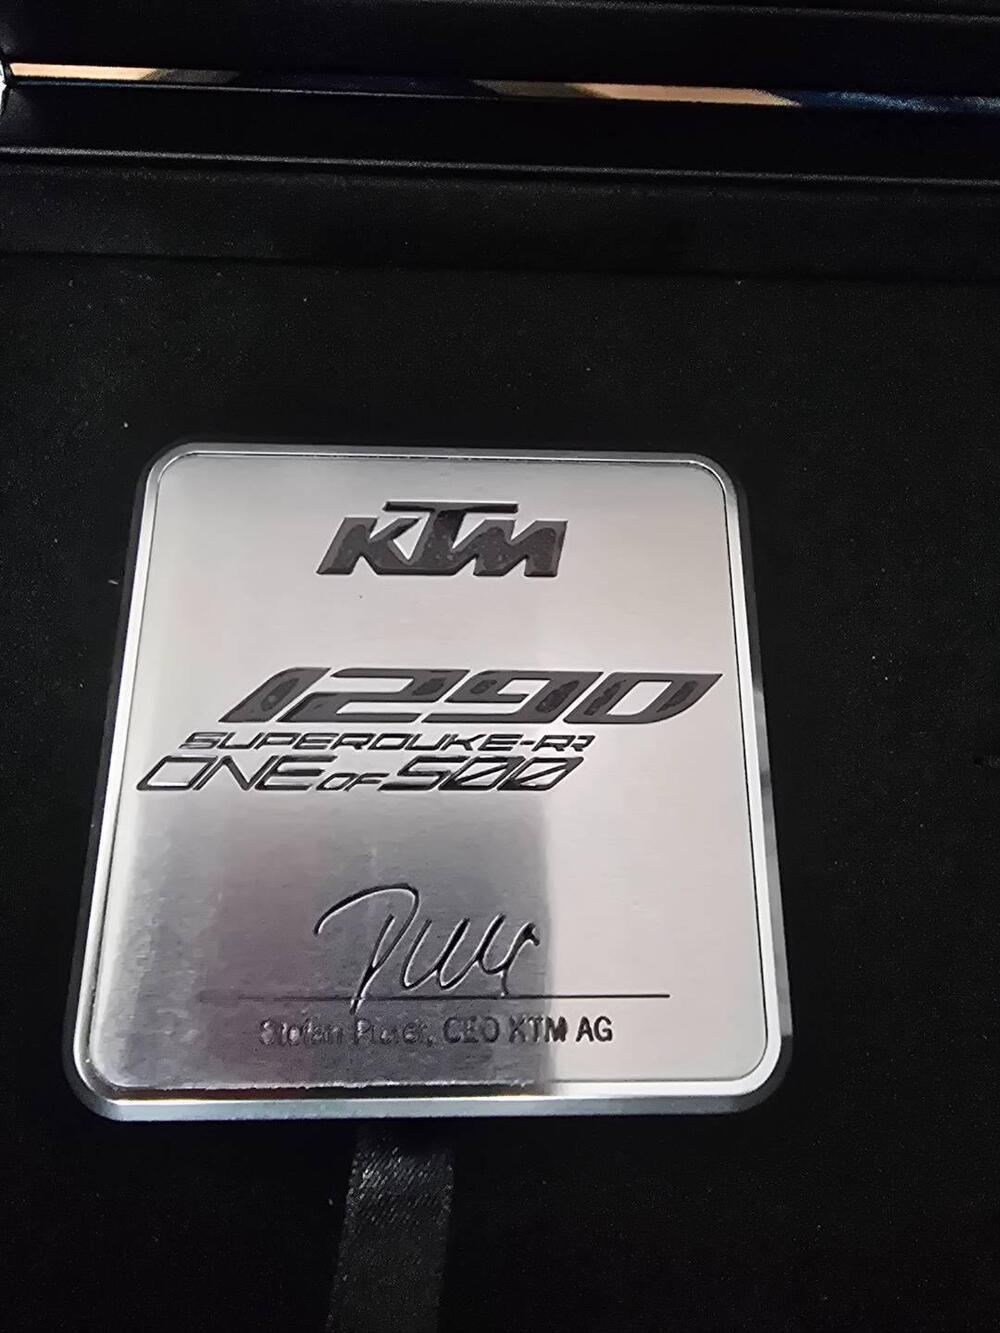 KTM
1290
SUPERDUKE-RR
ONE OF 500
Stefan Pierer, CEO KTM AG